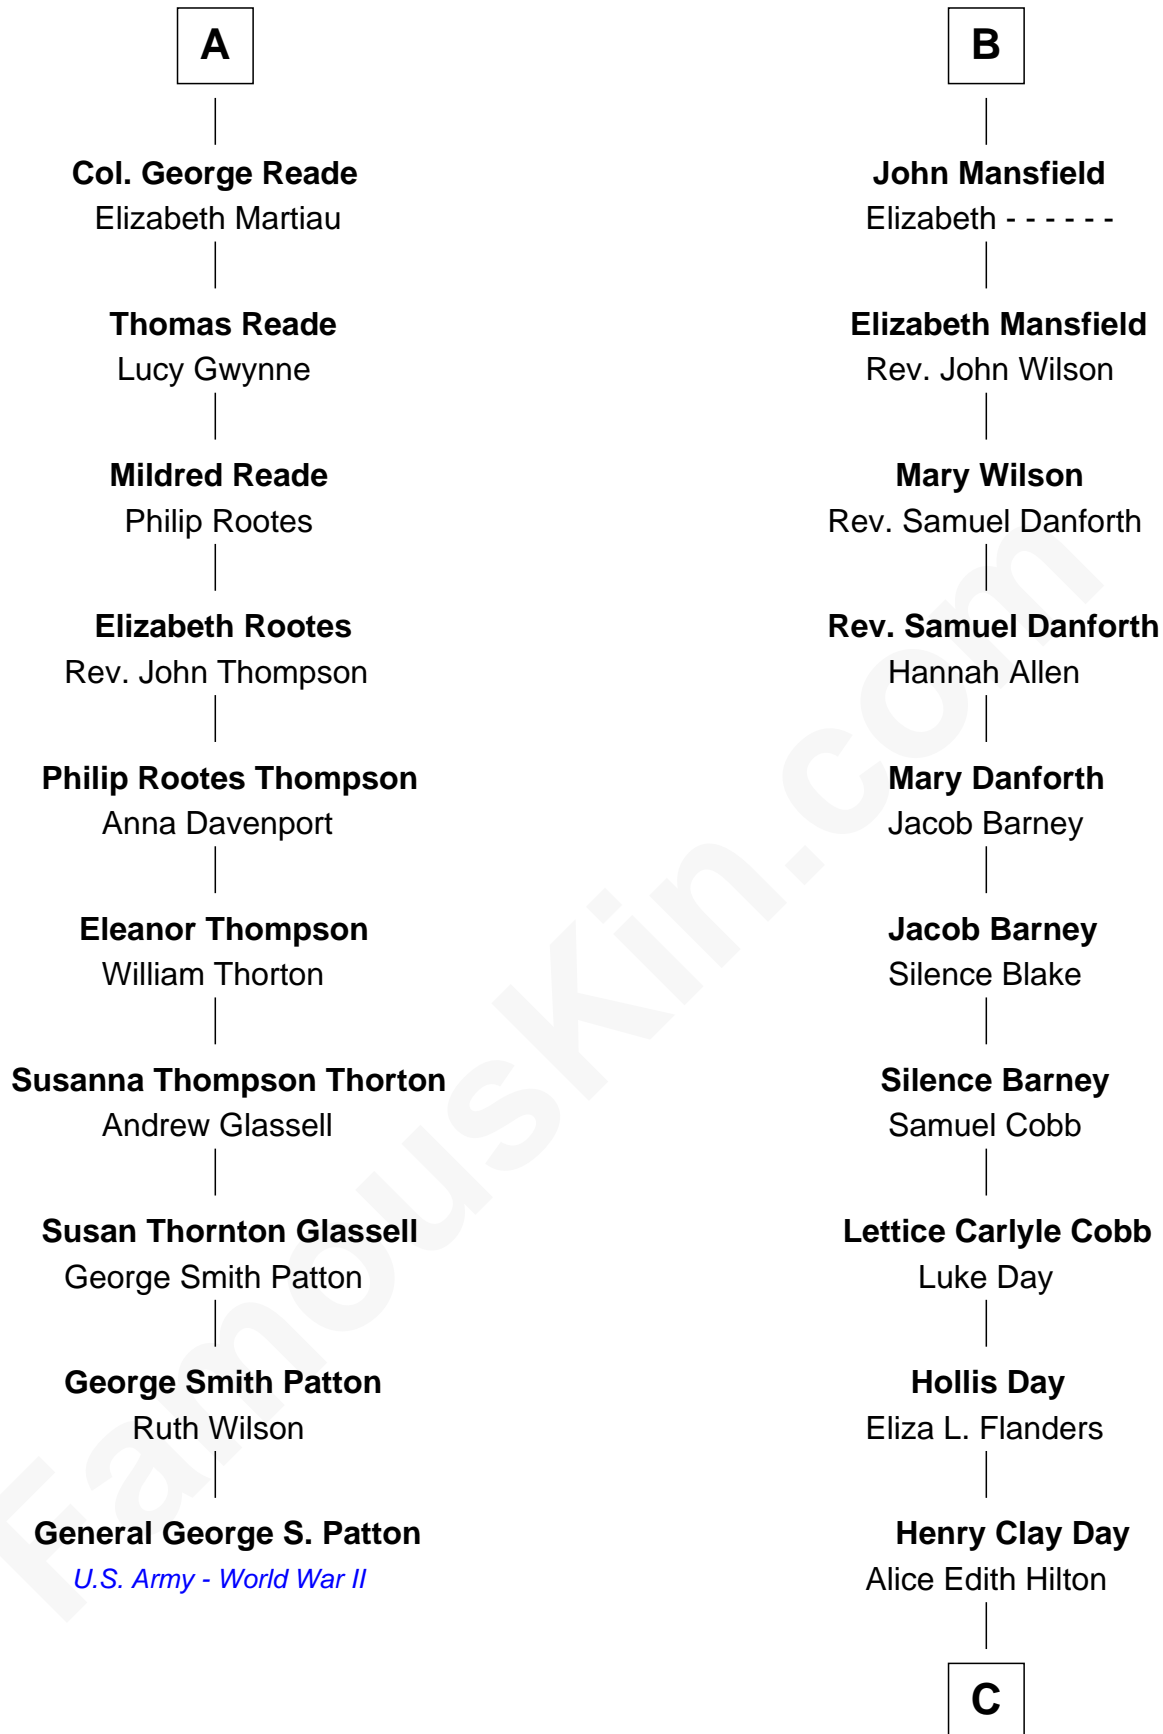 A
Col. George Reade
Elizabeth Martiau
Thomas Reade
Lucy Gwynne
Mildred Reade
Philip Rootes
Elizabeth Rootes
Rev. John Thompson
Philip Rootes Thompson
Anna Davenport
Eleanor Thompson
William Thorton
Susanna Thompson Thorton
Andrew Glassell
Susan Thornton Glassell
George Smith Patton
George Smith Patton
Ruth Wilson
General George S. Patton
U.S. Army - World War II
B
John Mansfield
Elizabeth - - - - - -
Elizabeth Mansfield
Rev. John Wilson
Mary Wilson
Rev. Samuel Danforth
Rev. Samuel Danforth
Hannah Allen
Mary Danforth
Jacob Barney
Jacob Barney
Silence Blake
Silence Barney
Samuel Cobb
Lettice Carlyle Cobb
Luke Day
Hollis Day
Eliza L. Flanders
Henry Clay Day
Alice Edith Hilton
C
FamousKin.com